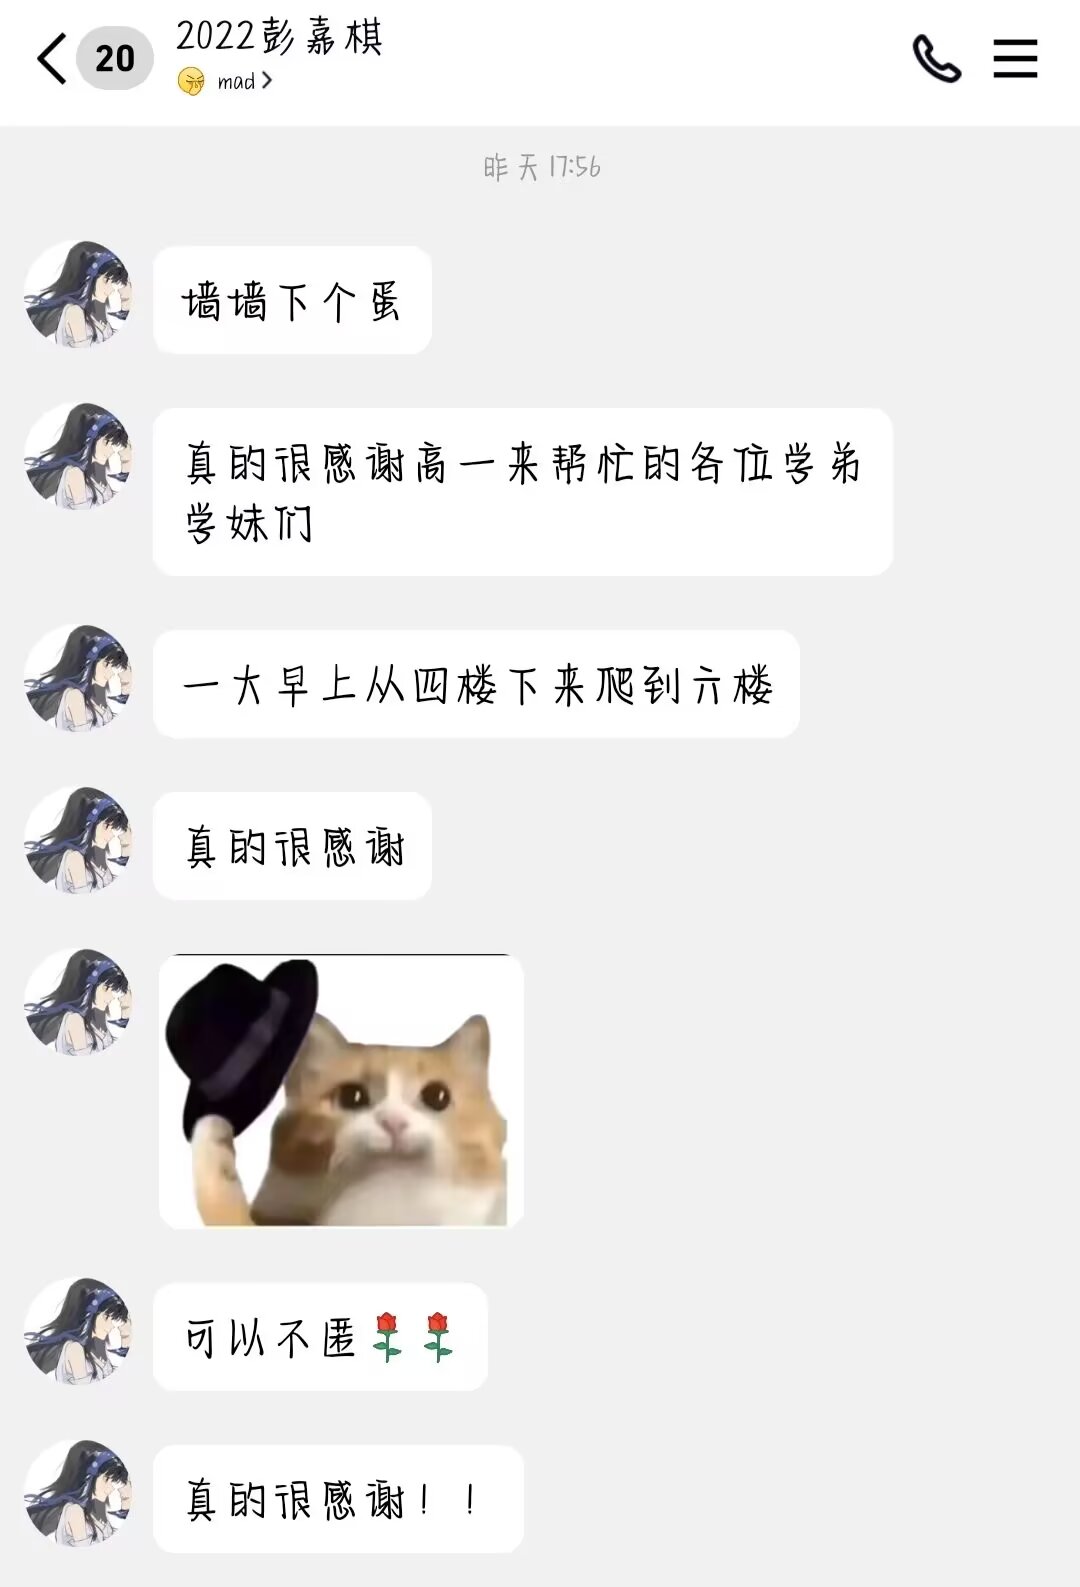 20
2022彭嘉棋
mad
昨天 17:56
墙墙下个蛋
真的很感谢高一来帮忙的各位学弟
学妹们
一大早上从四楼下来爬到六楼
真的很感谢
可以不匿🌹🌹
真的很感谢！！